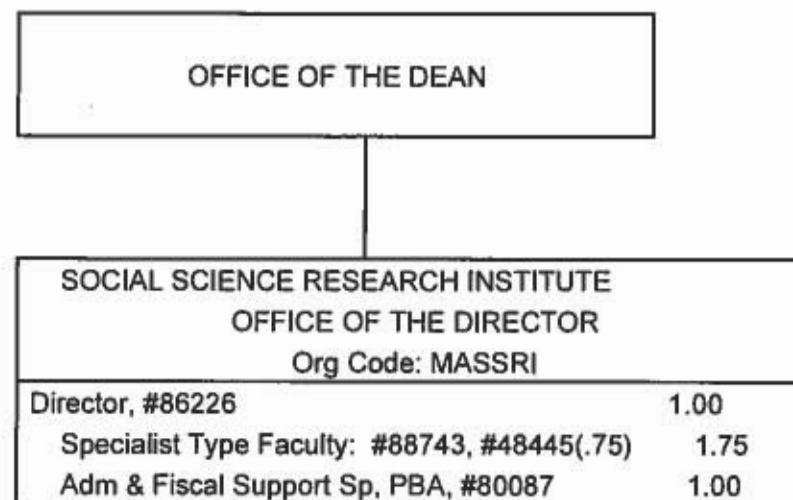 OFFICE OF THE DEAN
SOCIAL SCIENCE RESEARCH INSTITUTE
OFFICE OF THE DIRECTOR
Org Code: MASSRI
Director, #86226 1.00
Specialist Type Faculty: #88743, #48445(.75) 1.75
Adm & Fiscal Support Sp, PBA, #80087 1.00